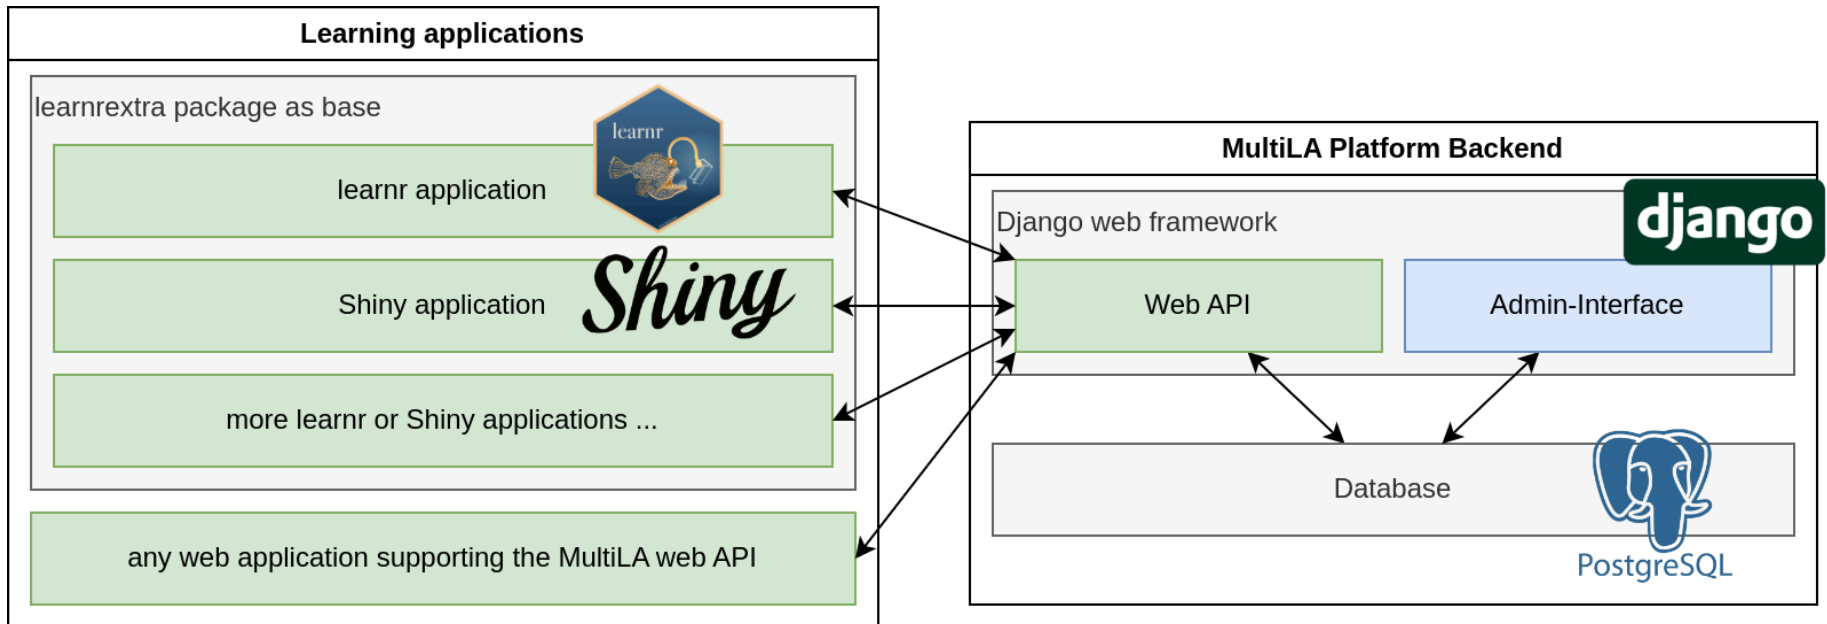 Learning applications
learnrextra package as base
learnr
learnr application
Shiny application
Shiny
more learnr or Shiny applications ...
any web application supporting the MultiLA web API
MultiLA Platform Backend
Django web framework
django
Web API
Admin-Interface
Database
PostgreSQL